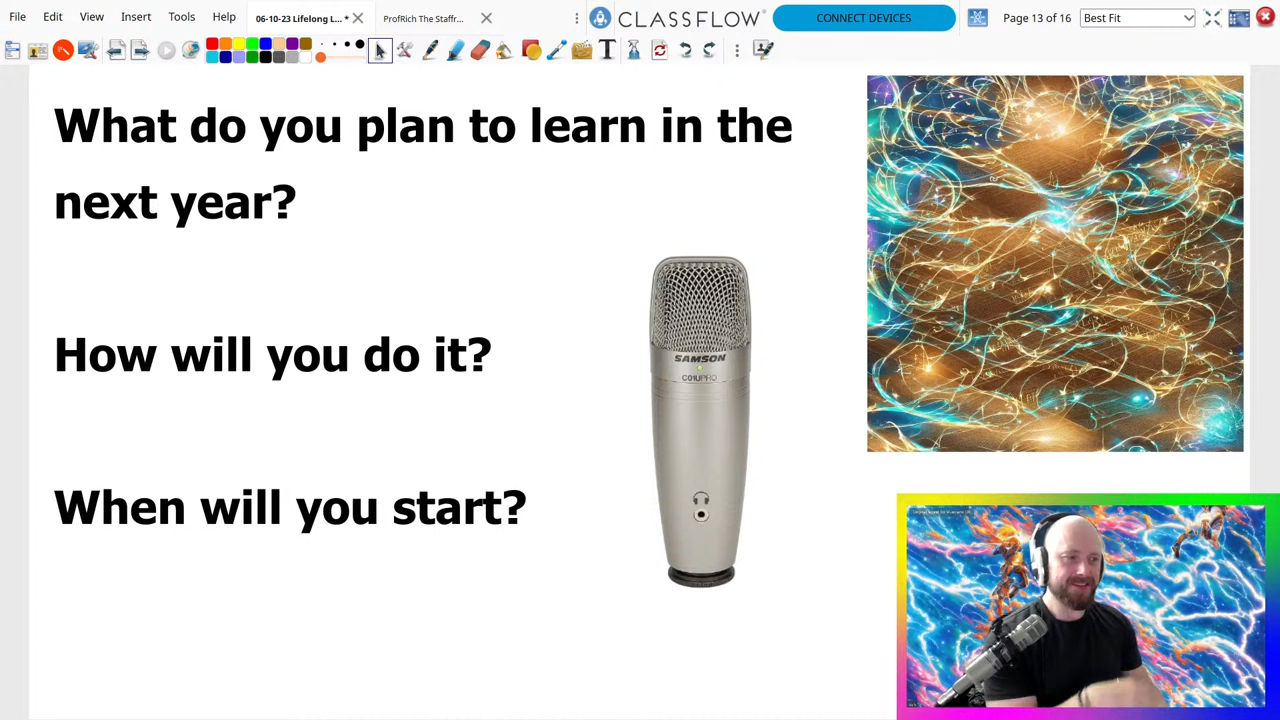 File Edit View Insert Tools Help
06-10-23 Lifelong L... *
ProfRich The Staffr...
CLASSFLOW
CONNECT DEVICES
Page 13 of 16
Best Fit
What do you plan to learn in the
next year?
How will you do it?
When will you start?
SAMSON
C01U PRO